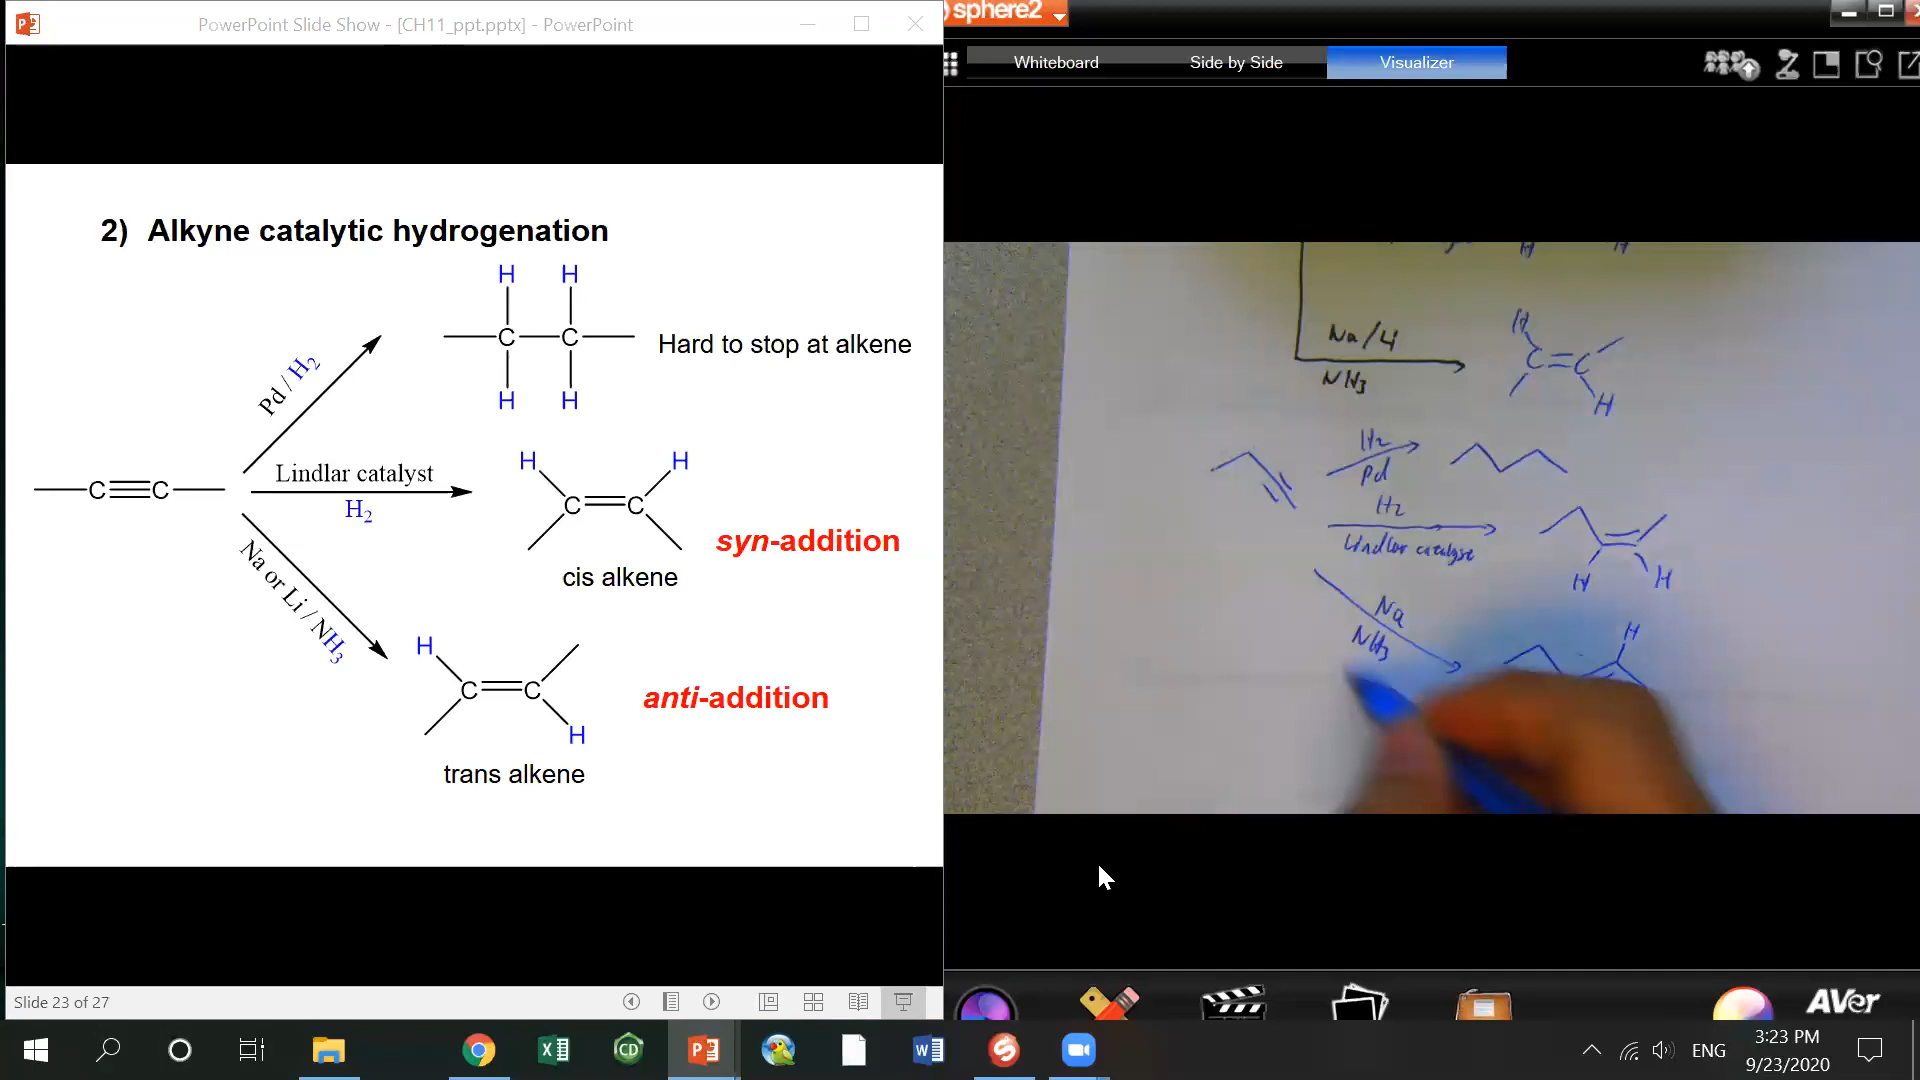 PowerPoint Slide Show - [CH11_ppt.pptx] - PowerPoint
2) Alkyne catalytic hydrogenation
H H
Pd / H2
C C
Hard to stop at alkene
H H
C≡C
Lindlar catalyst
H2
H H
C=C
syn-addition
cis alkene
Na or Li / NH3
H
C=C
anti-addition
H
trans alkene
Slide 23 of 27
sphere2
Whiteboard Side by Side Visualizer
H H
Na/Li
NH3
H
C=C
H
H2
Pd
H2
Lindlar catalyst
H H
Na
NH3
H
AVer
ENG
3:23 PM
9/23/2020